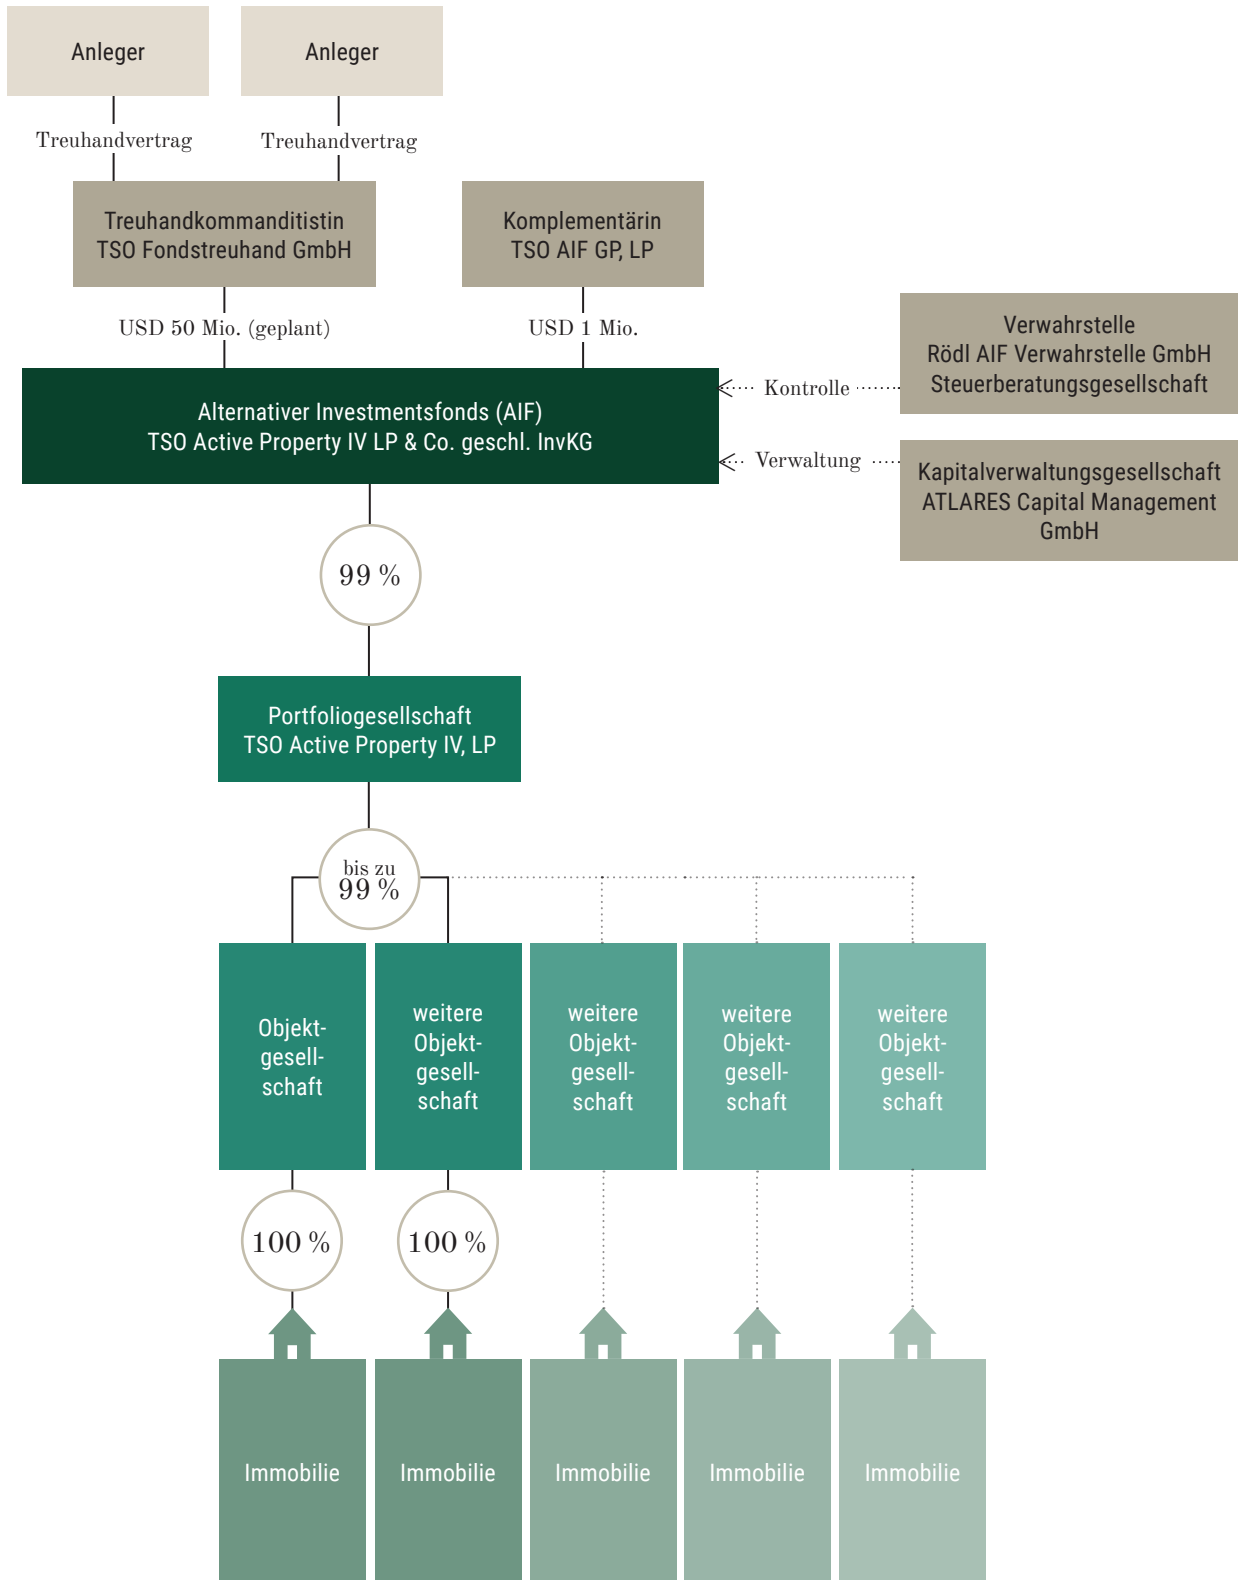 Anleger
Anleger
Treuhandvertrag
Treuhandvertrag
Treuhandkommanditistin
TSO Fondstreuhand GmbH
Komplementärin
TSO AIF GP, LP
USD 50 Mio. (geplant)
USD 1 Mio.
Verwahrstelle
Rödl AIF Verwahrstelle GmbH
Steuerberatungsgesellschaft
Kontrolle
Alternativer Investmentsfonds (AIF)
TSO Active Property IV LP & Co. geschl. InvKG
Verwaltung
Kapitalverwaltungsgesellschaft
ATLARES Capital Management
GmbH
99 %
Portfoliogesellschaft
TSO Active Property IV, LP
bis zu
99 %
Objekt-
gesell-
schaft
weitere
Objekt-
gesell-
schaft
weitere
Objekt-
gesell-
schaft
weitere
Objekt-
gesell-
schaft
weitere
Objekt-
gesell-
schaft
100 %
100 %
Immobilie
Immobilie
Immobilie
Immobilie
Immobilie